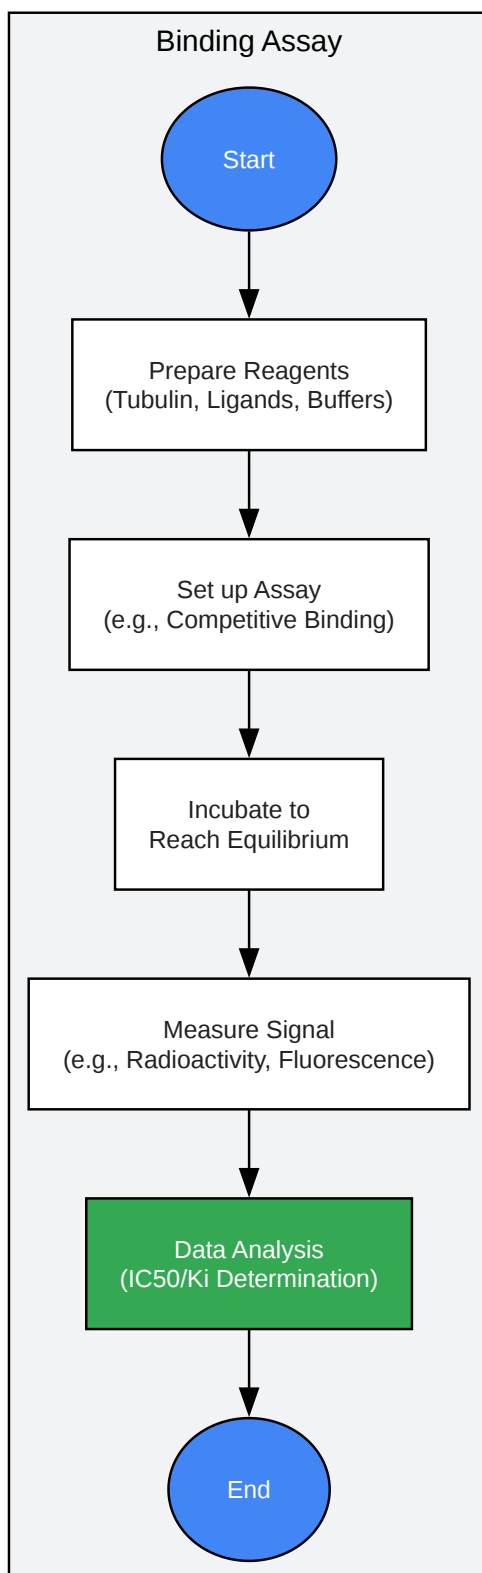 Binding Assay
Start
Prepare Reagents
(Tubulin, Ligands, Buffers)
Set up Assay
(e.g., Competitive Binding)
Incubate to
Reach Equilibrium
Measure Signal
(e.g., Radioactivity, Fluorescence)
Data Analysis
(IC50/Ki Determination)
End